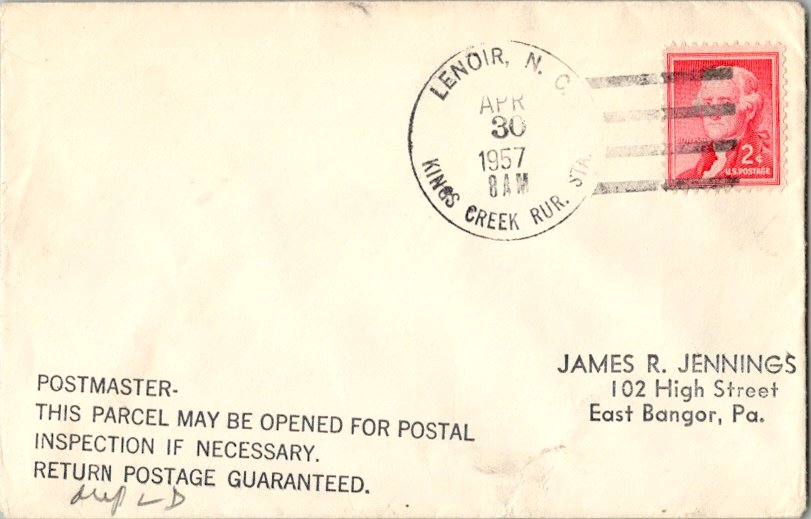 LENOIR, N. C.
APR
30
1957
8 AM
KINGS CREEK RUR. STA.
2¢
U.S. POSTAGE
JAMES R. JENNINGS
102 High Street
East Bangor, Pa.
POSTMASTER-
THIS PARCEL MAY BE OPENED FOR POSTAL
INSPECTION IF NECESSARY.
RETURN POSTAGE GUARANTEED.